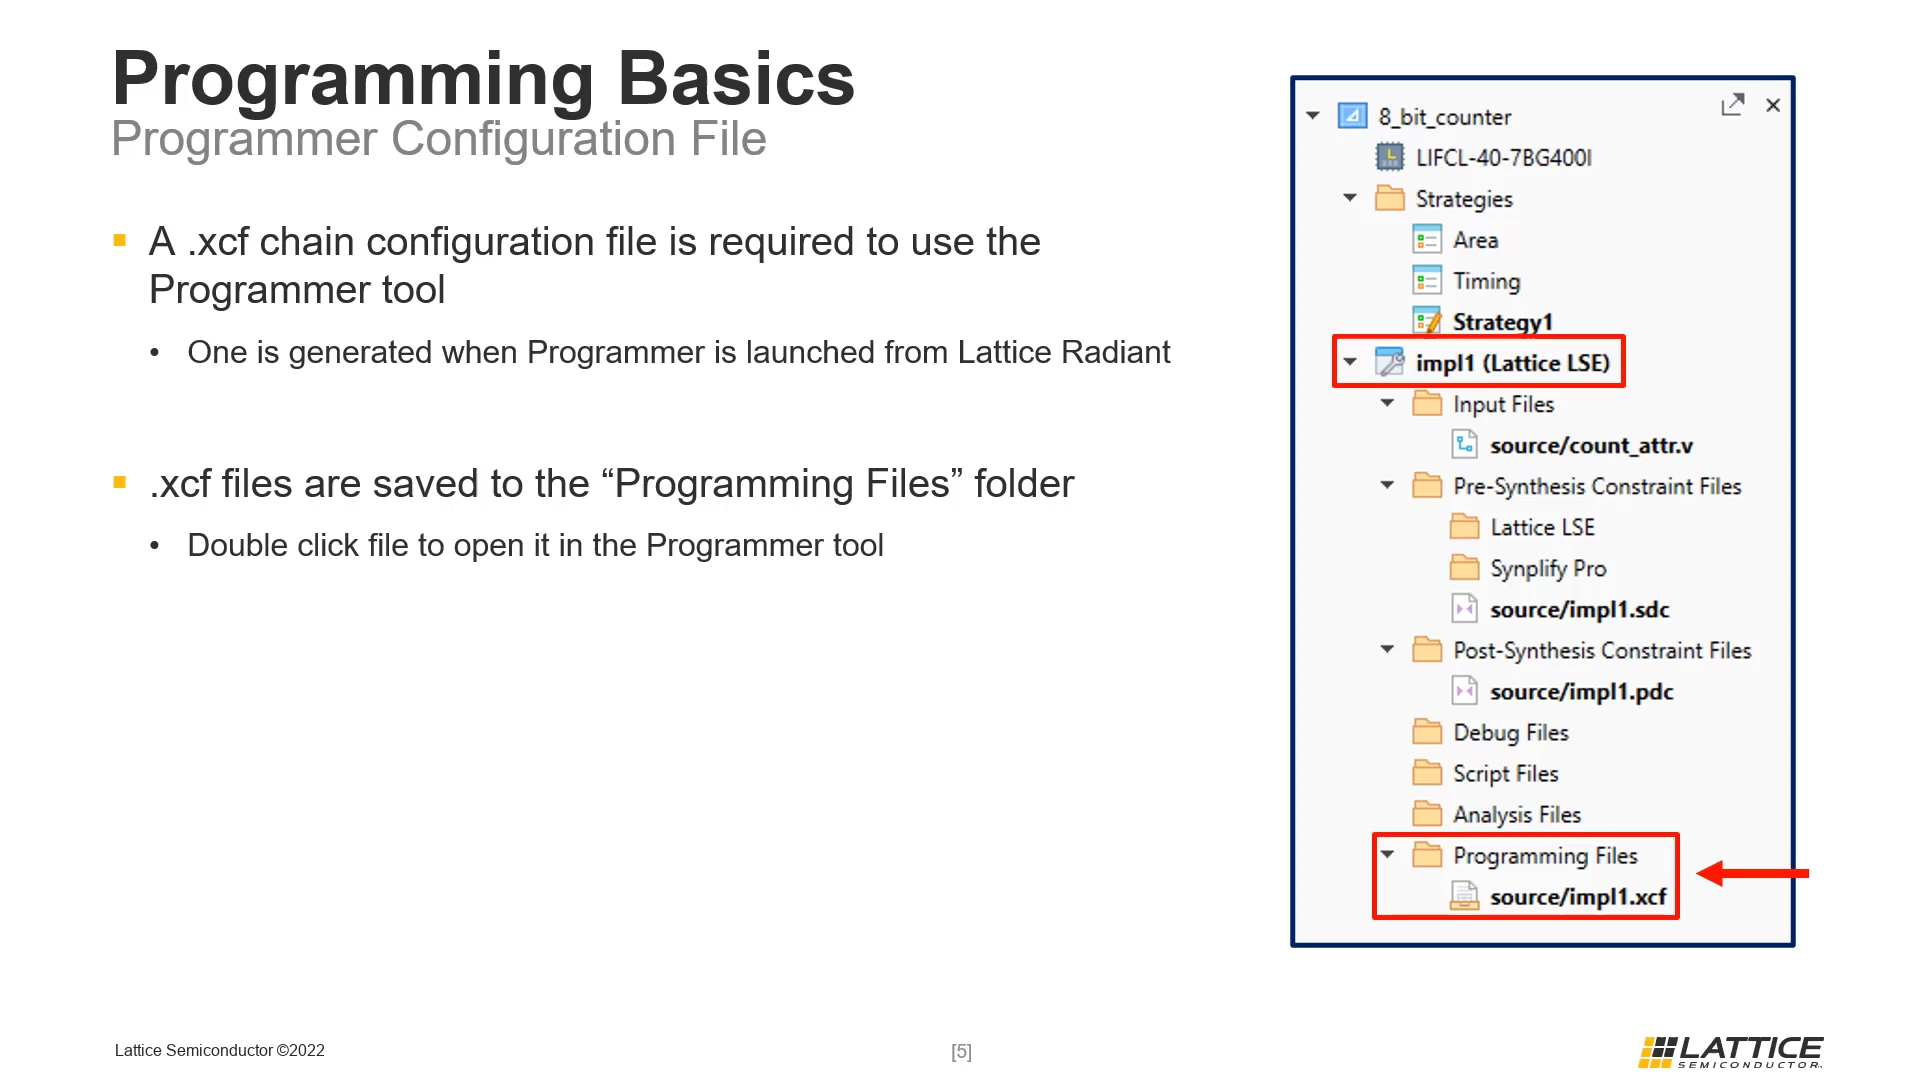 Programming Basics
Programmer Configuration File
A .xcf chain configuration file is required to use the
Programmer tool
One is generated when Programmer is launched from Lattice Radiant
.xcf files are saved to the “Programming Files” folder
Double click file to open it in the Programmer tool
8_bit_counter
LIFCL-40-7BG400I
Strategies
Area
Timing
Strategy1
impl1 (Lattice LSE)
Input Files
source/count_attr.v
Pre-Synthesis Constraint Files
Lattice LSE
Synplify Pro
source/impl1.sdc
Post-Synthesis Constraint Files
source/impl1.pdc
Debug Files
Script Files
Analysis Files
Programming Files
source/impl1.xcf
Lattice Semiconductor ©2022
[5]
LATTICE
SEMICONDUCTOR